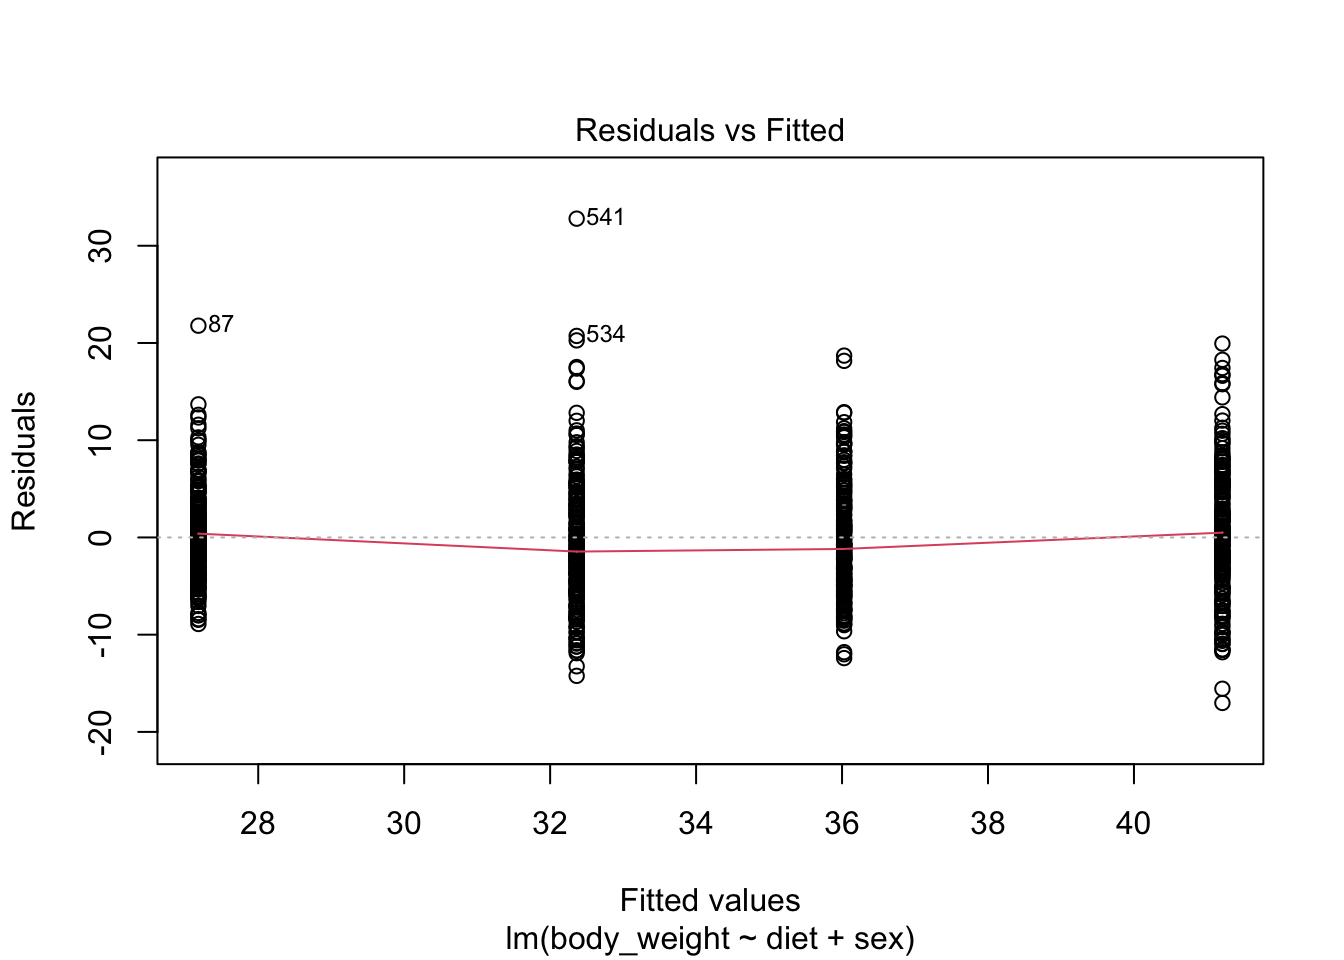 Residuals vs Fitted
541
87
534
30
20
10
0
-10
-20
Residuals
28 30 32 34 36 38 40
Fitted values
lm(body_weight ~ diet + sex)